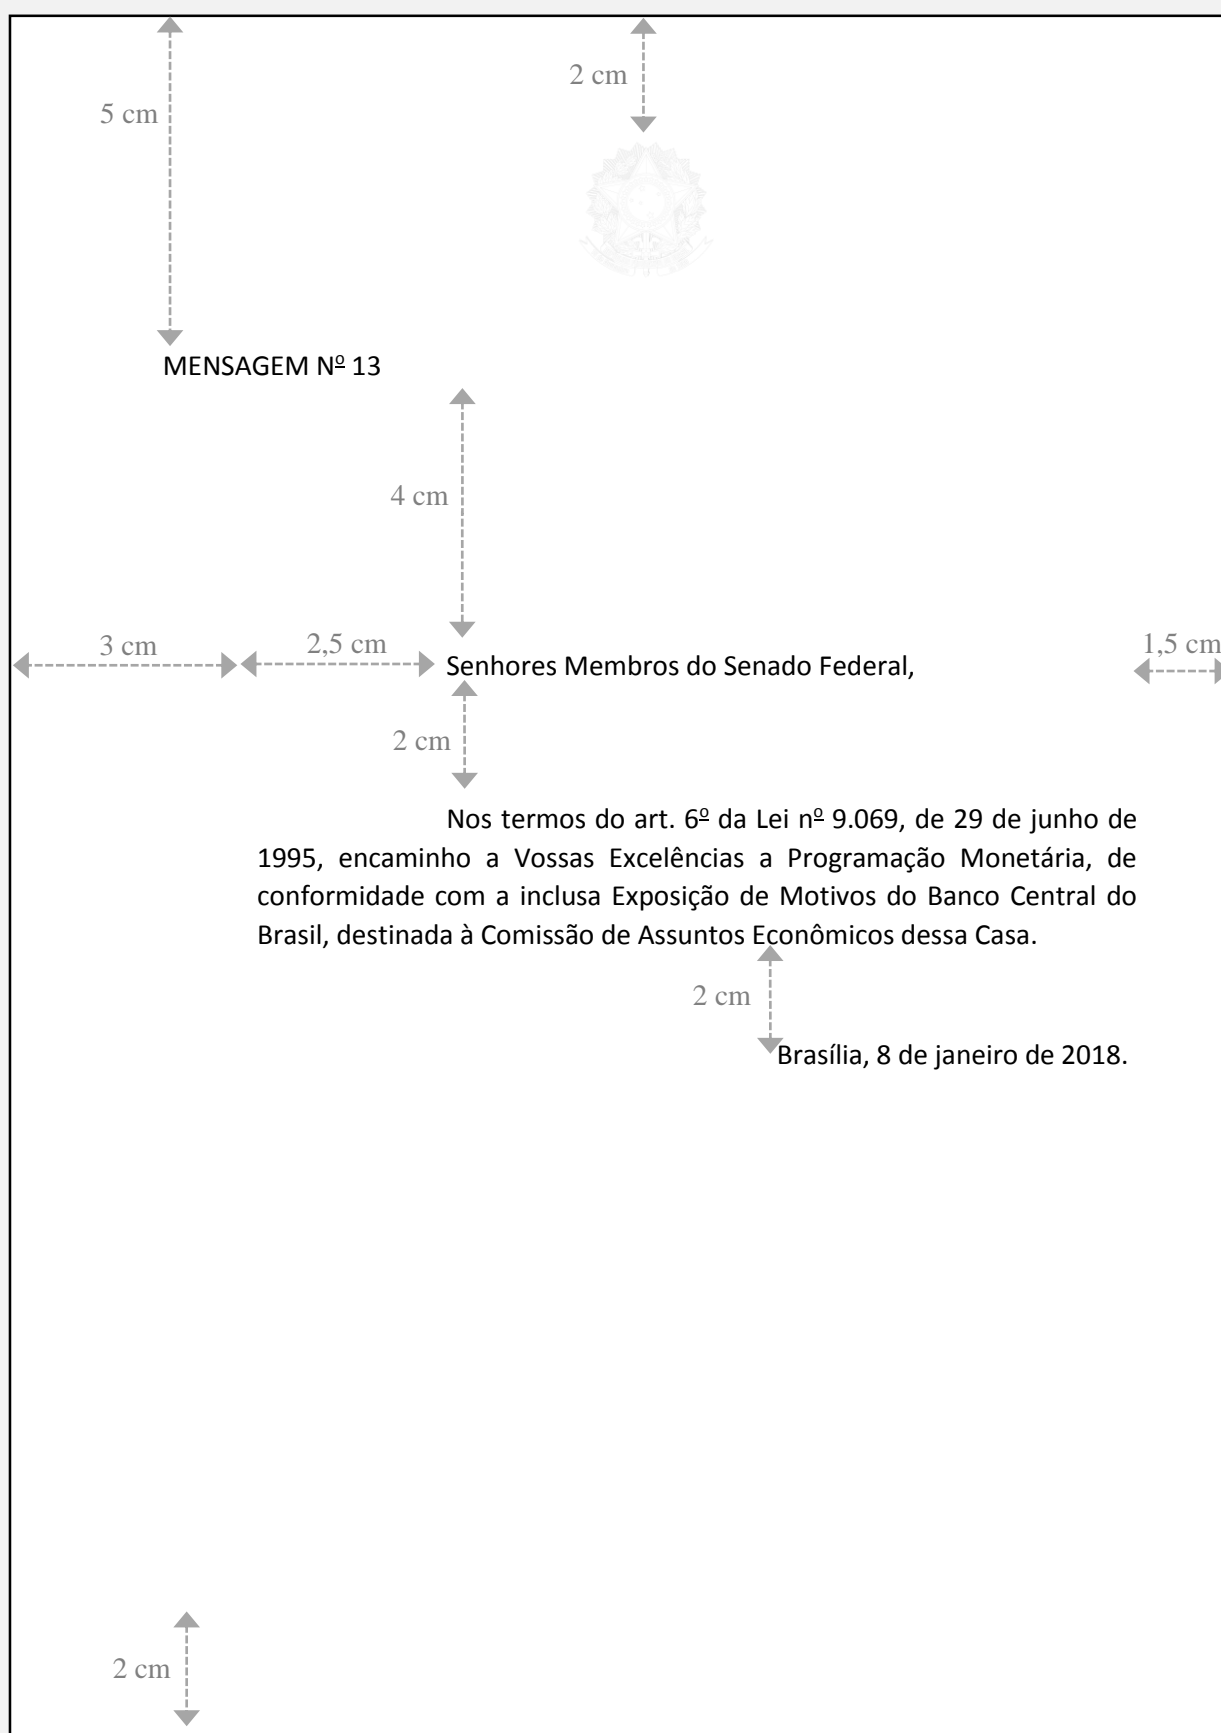 2 cm
5 cm
MENSAGEM Nº 13
4 cm
3 cm
2,5 cm
Senhores Membros do Senado Federal,
1,5 cm
2 cm
Nos termos do art. 6º da Lei nº 9.069, de 29 de junho de
1995, encaminho a Vossas Excelências a Programação Monetária, de
conformidade com a inclusa Exposição de Motivos do Banco Central do
Brasil, destinada à Comissão de Assuntos Econômicos dessa Casa.
2 cm
Brasília, 8 de janeiro de 2018.
2 cm